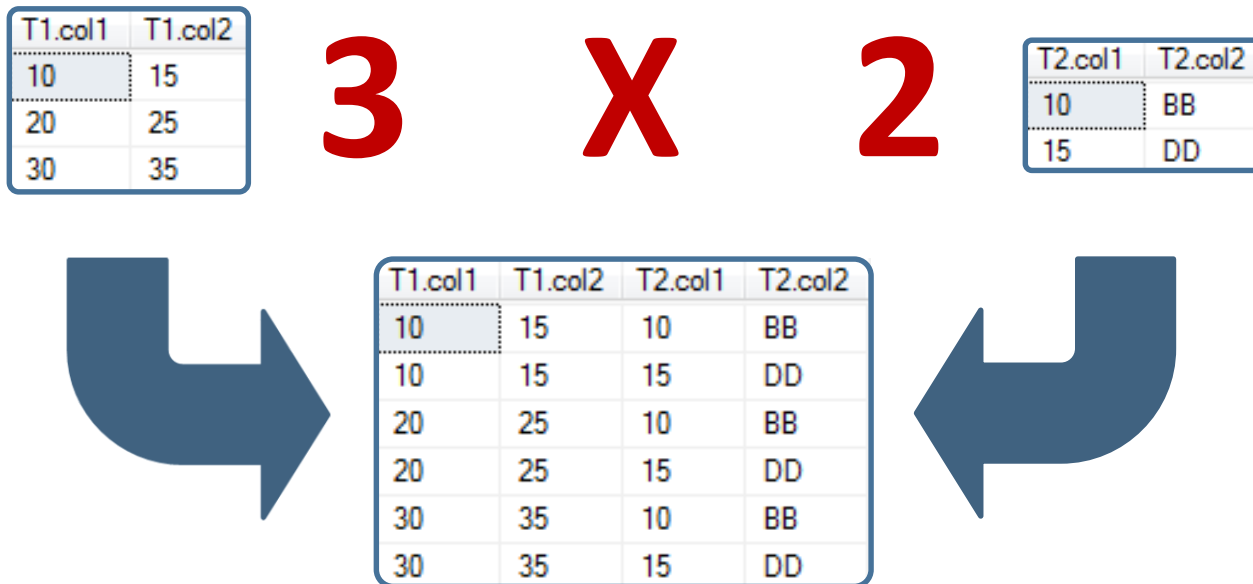 T1.col1 T1.col2
10 15
20 25
30 35
3 X 2
T2.col1 T2.col2
10 BB
15 DD
T1.col1 T1.col2 T2.col1 T2.col2
10 15 10 BB
10 15 15 DD
20 25 10 BB
20 25 15 DD
30 35 10 BB
30 35 15 DD